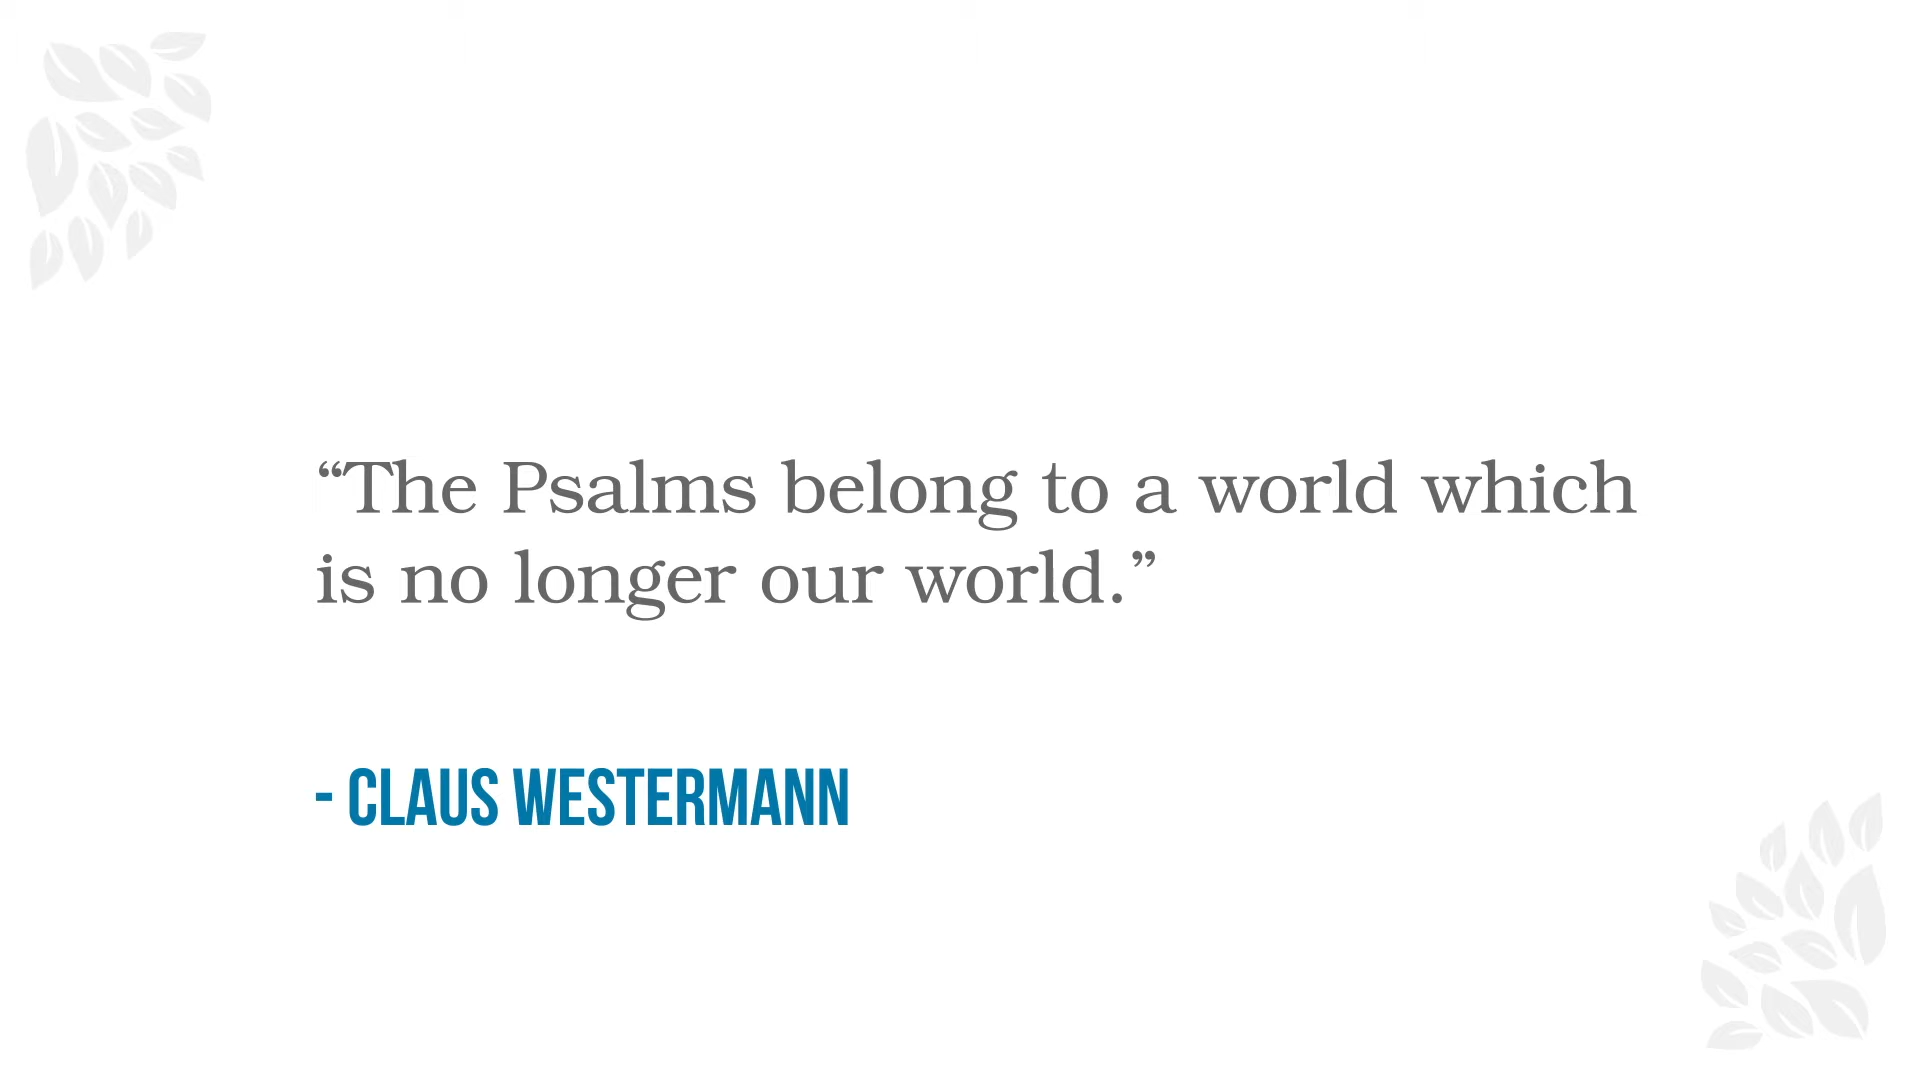 “The Psalms belong to a world which
is no longer our world.”
- CLAUS WESTERMANN